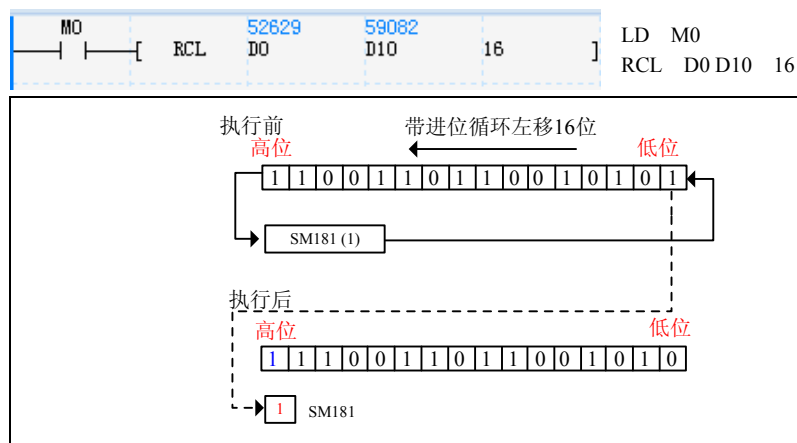 M0 52629 59082
RCL D0 D10 16
LD M0
RCL D0 D10 16
执行前 带进位循环左移16位
高位 低位
1 1 0 0 1 1 0 1 1 0 0 1 0 1 0 1
SM181 (1)
执行后
高位 低位
1 1 1 0 0 1 1 0 1 1 0 0 1 0 1 0
1 SM181